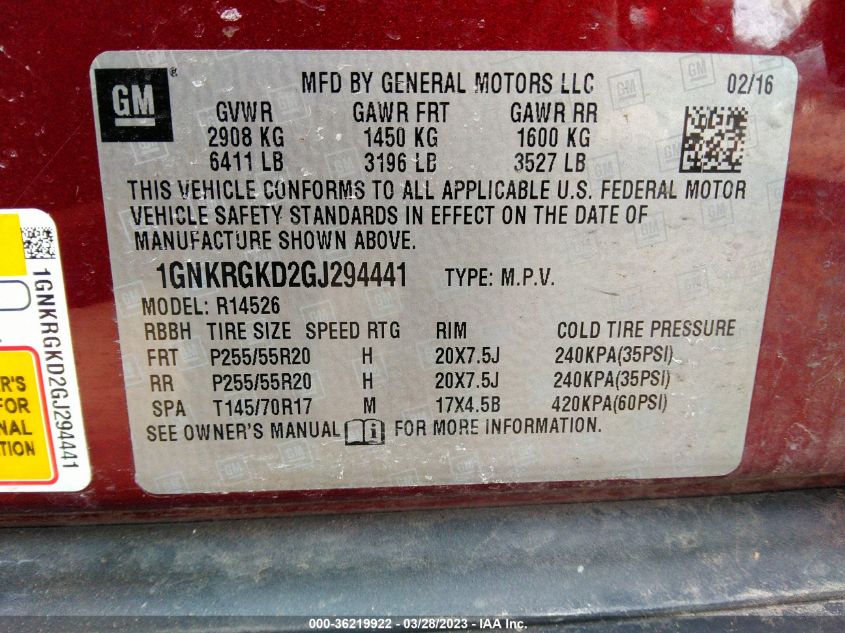 GM ®
MFD BY GENERAL MOTORS LLC 02/16
GVWR GAWR FRT GAWR RR
2908 KG 1450 KG 1600 KG
6411 LB 3196 LB 3527 LB
THIS VEHICLE CONFORMS TO ALL APPLICABLE U.S. FEDERAL MOTOR
VEHICLE SAFETY STANDARDS IN EFFECT ON THE DATE OF
MANUFACTURE SHOWN ABOVE.
1GNKRGKD2GJ294441 TYPE: M.P.V.
MODEL: R14526
RBBH TIRE SIZE SPEED RTG RIM COLD TIRE PRESSURE
FRT P255/55R20 H 20X7.5J 240KPA(35PSI)
RR P255/55R20 H 20X7.5J 240KPA(35PSI)
SPA T145/70R17 M 17X4.5B 420KPA(60PSI)
SEE OWNER'S MANUAL i FOR MORE INFORMATION.
1GNKRGKD2GJ294441
R'S
FOR
NAL
TION
000-36219922 - 03/28/2023 - IAA Inc.